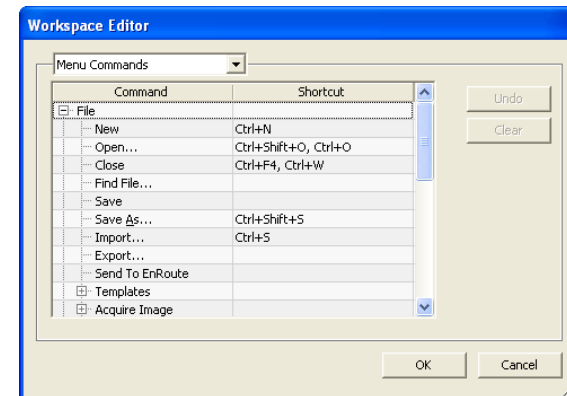 Workspace Editor
Menu Commands
Command Shortcut
File
New Ctrl+N
Open... Ctrl+Shift+O, Ctrl+O
Close Ctrl+F4, Ctrl+W
Find File...
Save
Save As... Ctrl+Shift+S
Import... Ctrl+S
Export...
Send To EnRoute
Templates
Acquire Image
Undo
Clear
OK Cancel